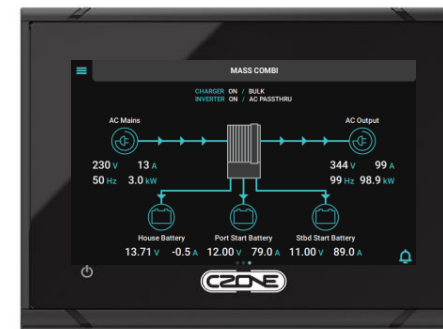 MASS COMBI
CHARGER ON / BULK
INVERTER ON / AC PASSTHRU
AC Mains
AC Output
230 V 13 A
344 V 99 A
50 Hz 3.0 kW
99 Hz 98.9 kW
House Battery Port Start Battery Stbd Start Battery
13.71 V -0.5 A 12.00 V 79.0 A 11.00 V 89.0 A
CZONE